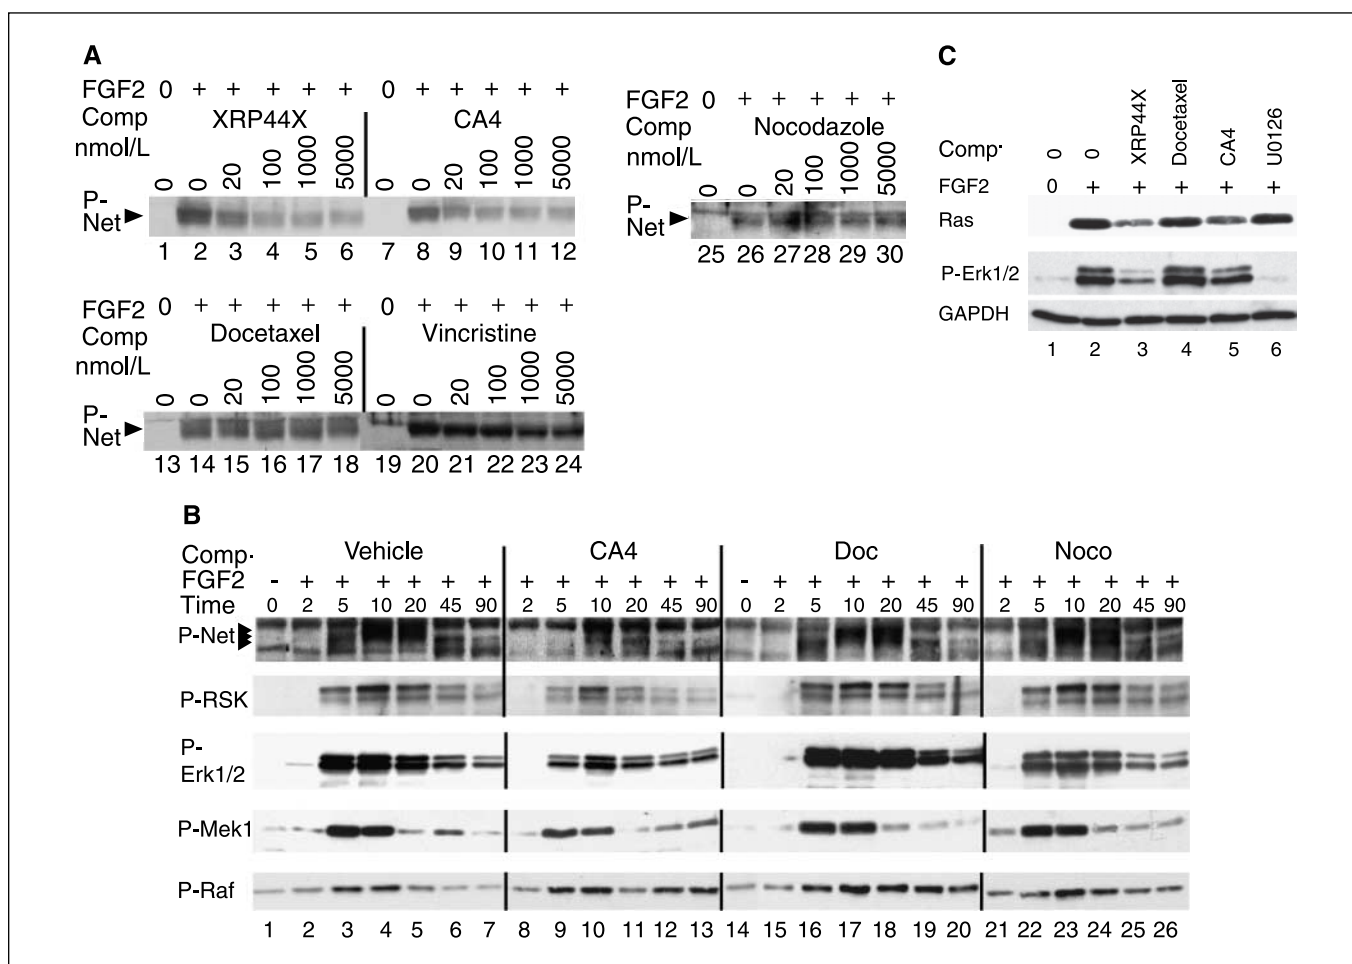 A
FGF2 0 + + + + + 0 + + + + +
Comp XRP44X CA4
nmol/L 0 0 20 100 1000 5000 0 0 20 100 1000 5000
P-
Net
1 2 3 4 5 6 7 8 9 10 11 12
FGF2 0 + + + + +
Comp Nocodazole
nmol/L 0 0 20 100 1000 5000
P-
Net
25 26 27 28 29 30
FGF2 0 + + + + + 0 + + + + +
Comp Docetaxel Vincristine
nmol/L 0 0 20 100 1000 5000 0 0 20 100 1000 5000
P-
Net
13 14 15 16 17 18 19 20 21 22 23 24
C
Comp· 0 0 XRP44X Docetaxel CA4 U0126
FGF2 0 + + + + +
Ras
P-Erk1/2
GAPDH
1 2 3 4 5 6
B
Comp· Vehicle CA4 Doc Noco
FGF2 - + + + + + + + + + + + + - + + + + + + + + + + + +
Time 0 2 5 10 20 45 90 2 5 10 20 45 90 0 2 5 10 20 45 90 2 5 10 20 45 90
P-Net
P-RSK
P-
Erk1/2
P-Mek1
P-Raf
1 2 3 4 5 6 7 8 9 10 11 12 13 14 15 16 17 18 19 20 21 22 23 24 25 26